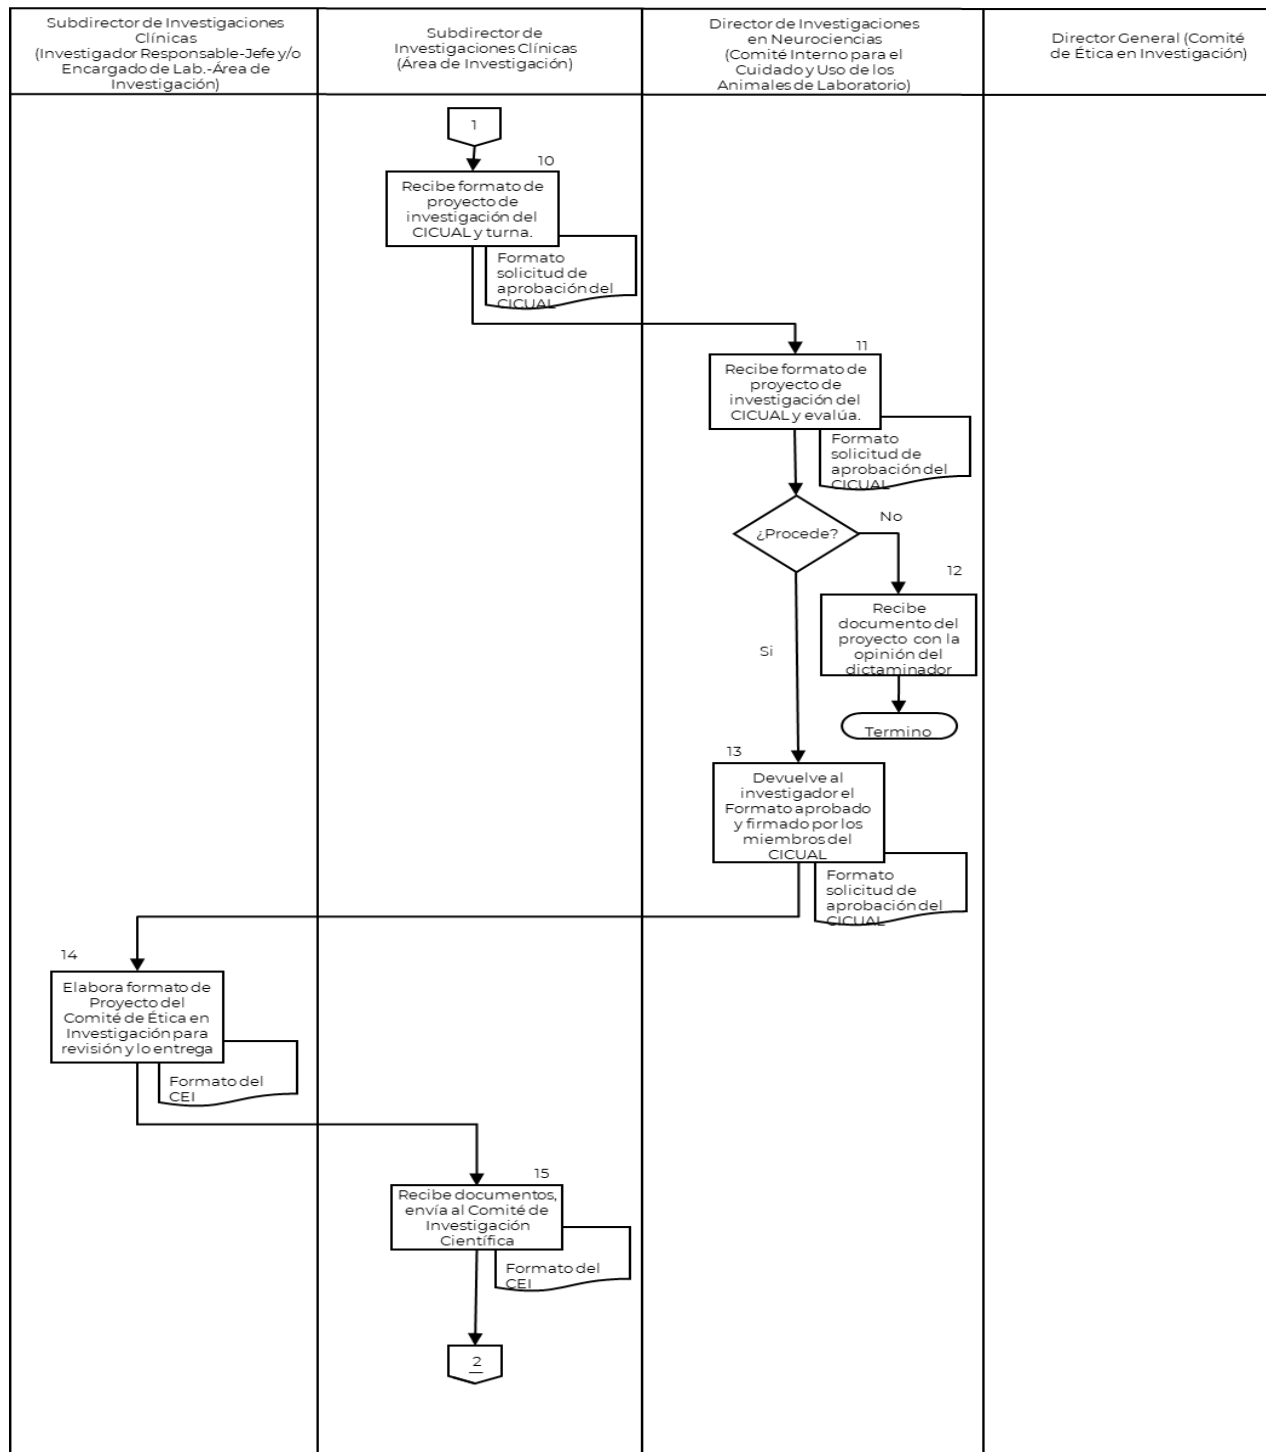 Subdirector de Investigaciones
Clínicas
(Investigador Responsable-Jefe y/o
Encargado de Lab.-Área de
Investigación)
Subdirector de
Investigaciones Clínicas
(Área de Investigación)
Director de Investigaciones
en Neurociencias
(Comité Interno para el
Cuidado y Uso de los
Animales de Laboratorio)
Director General (Comité
de Ética en Investigación)
1
10
Recibe formato de
proyecto de
investigación del
CICUAL y turna.
Formato
solicitud de
aprobación del
CICUAL
11
Recibe formato de
proyecto de
investigación del
CICUAL y evalúa.
Formato
solicitud de
aprobación del
CICUAL
¿Procede?
No
12
Recibe
documento del
proyecto con la
opinión del
dictaminador
Si
Termino
13
Devuelve al
investigador el
Formato aprobado
y firmado por los
miembros del
CICUAL
Formato
solicitud de
aprobación del
CICUAL
14
Elabora formato de
Proyecto del
Comité de Ética en
Investigación para
revisión y lo entrega
Formato del
CEI
15
Recibe documentos,
envía al Comité de
Investigación
Científica
Formato del
CEI
2